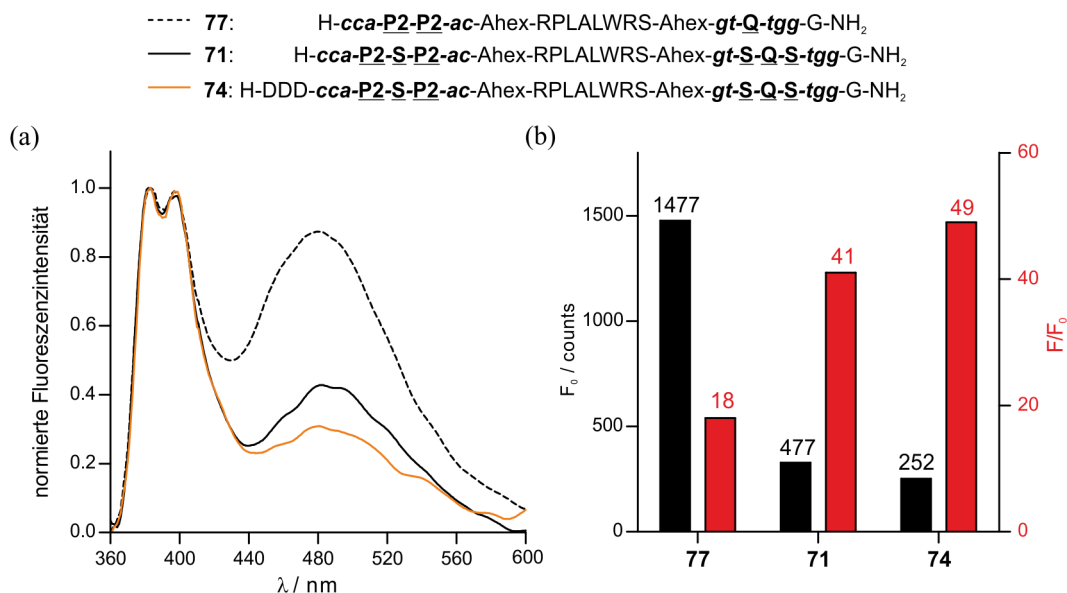 77: H-cca-P2-P2-ac-Ahex-RPLALWRS-Ahex-gt-Q-tgg-G-NH₂
71: H-cca-P2-S-P2-ac-Ahex-RPLALWRS-Ahex-gt-S-Q-S-tgg-G-NH₂
74: H-DDD-cca-P2-S-P2-ac-Ahex-RPLALWRS-Ahex-gt-S-Q-S-tgg-G-NH₂
(a)
normierte Fluoreszenzintensität
1.0
0.8
0.6
0.4
0.2
0.0
360 400 440 480 520 560 600
λ / nm
(b)
F₀ / counts
1500
1000
500
0
1477
18
477
41
252
49
77 71 74
60
40
20
0
F/F₀